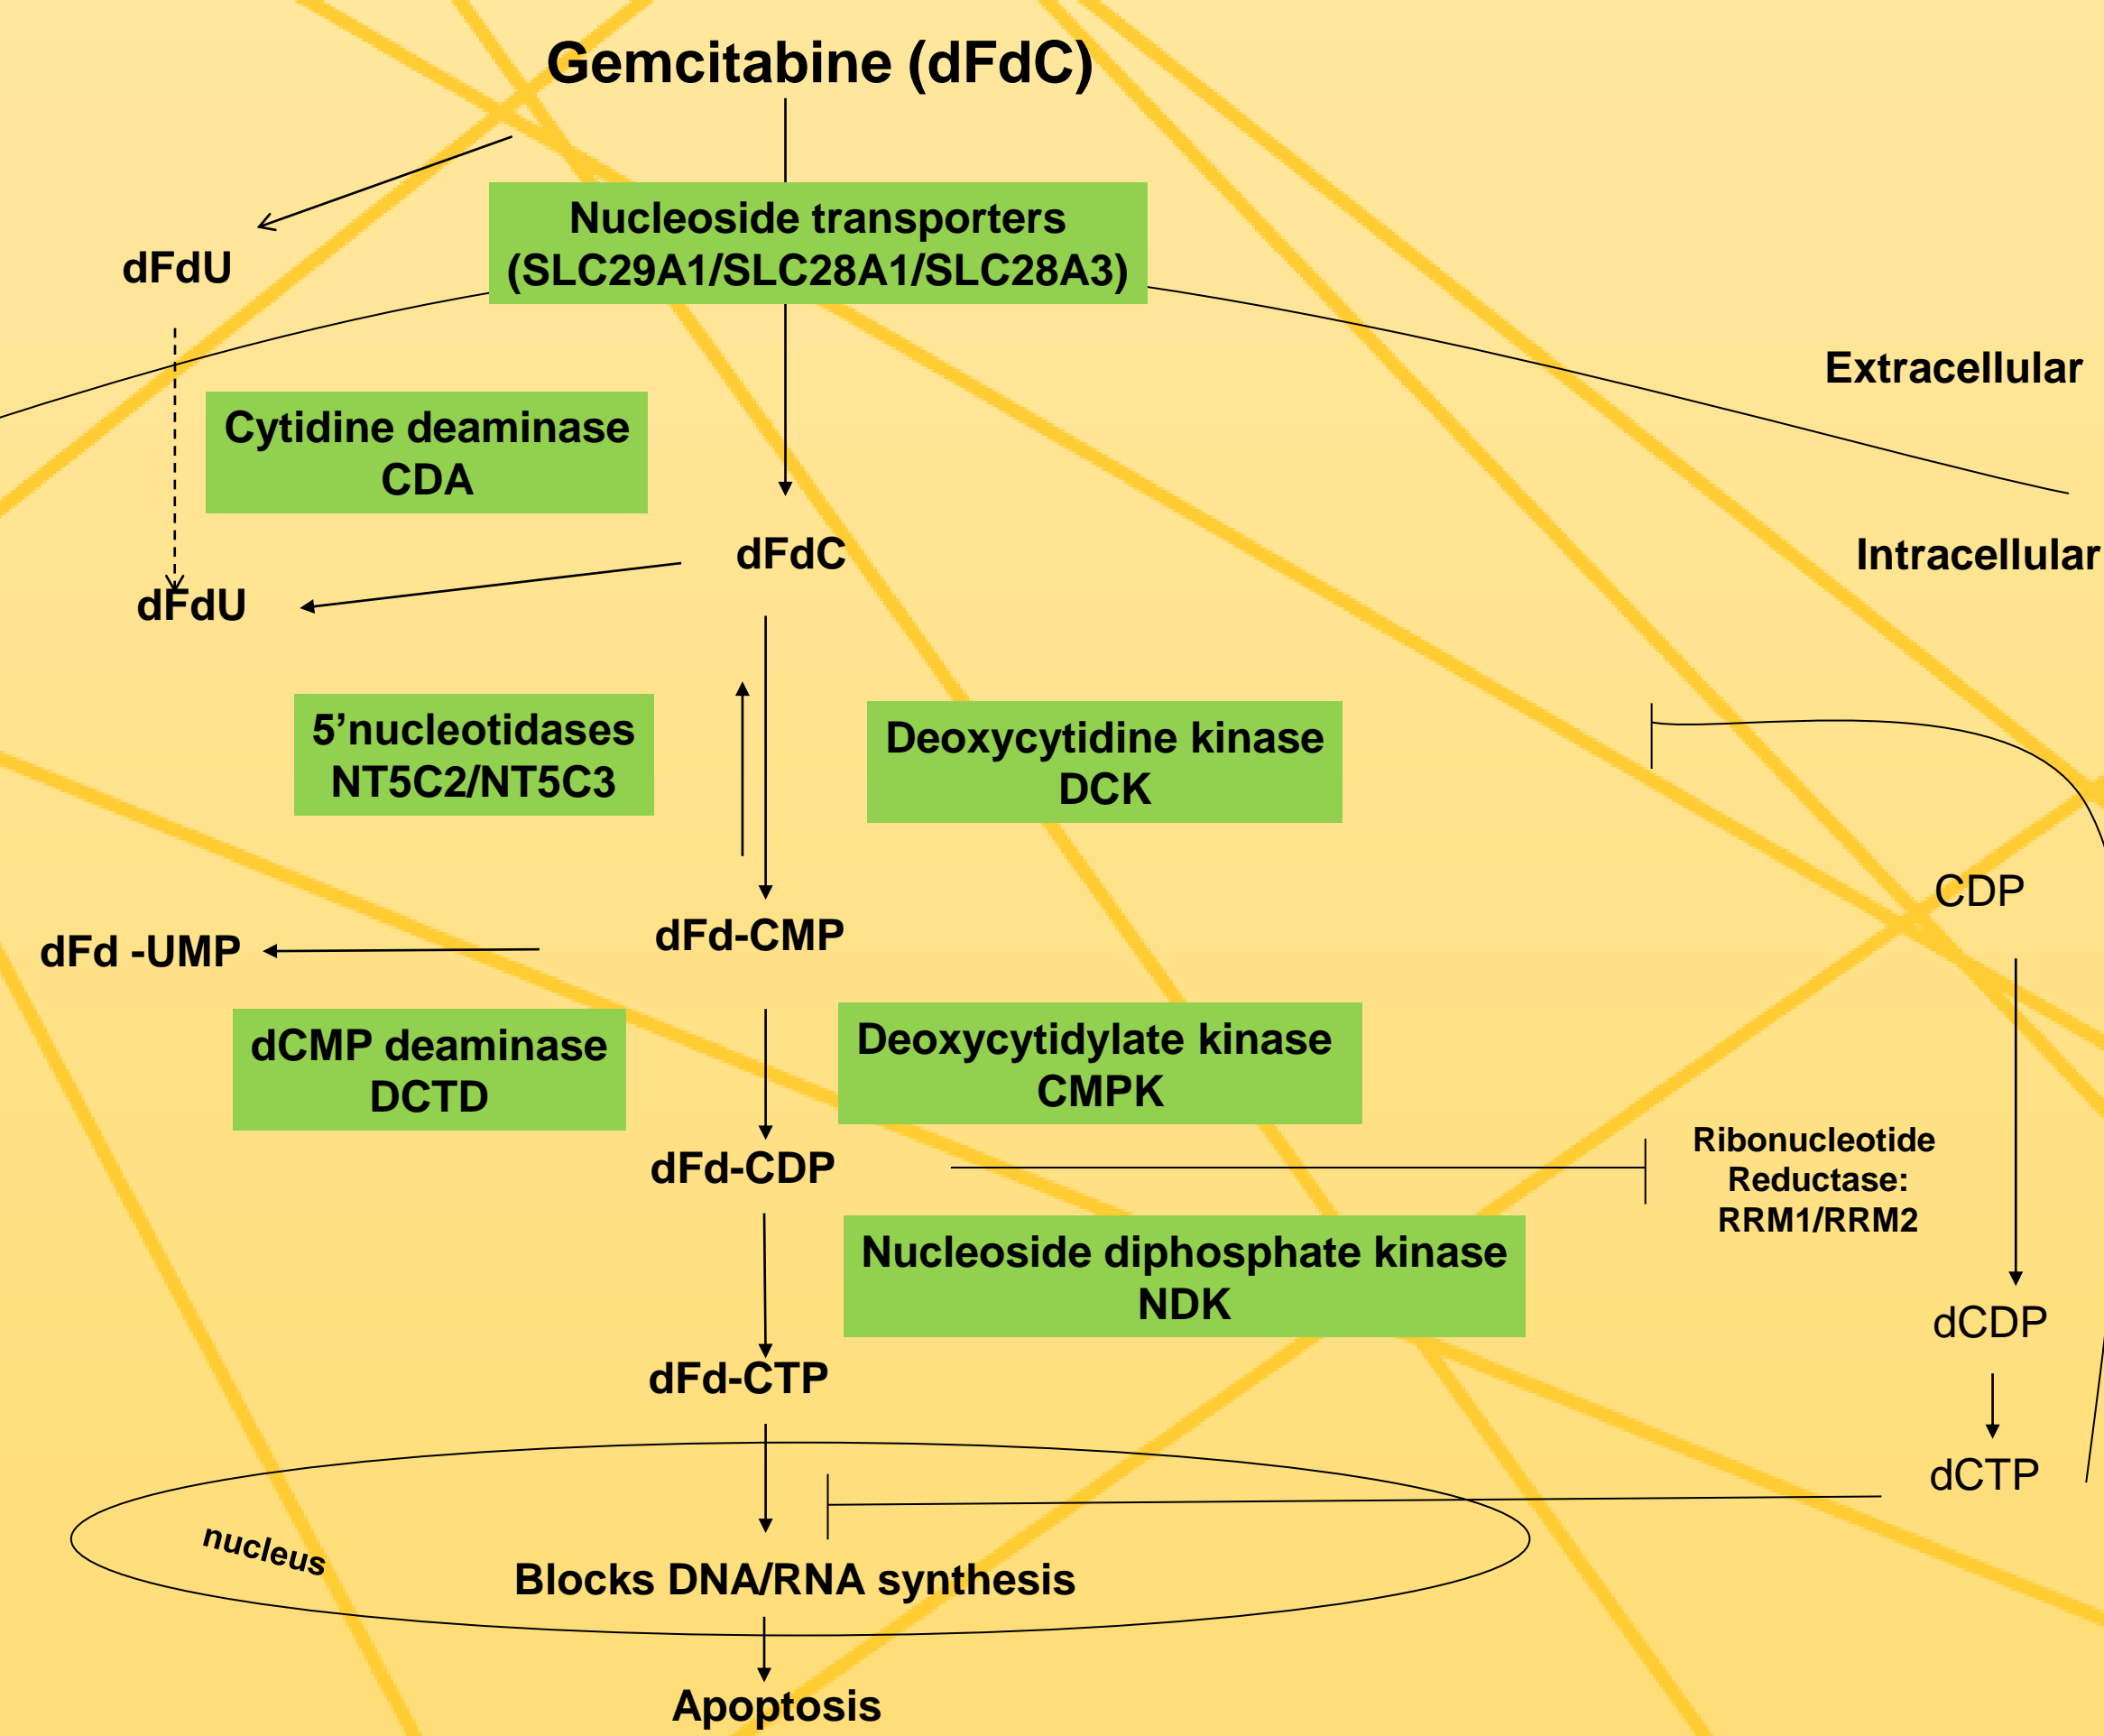 Gemcitabine (dFdC)
Nucleoside transporters
(SLC29A1/SLC28A1/SLC28A3)
dFdU
Extracellular
Cytidine deaminase
CDA
dFdC
Intracellular
dFdU
5’nucleotidases
NT5C2/NT5C3
Deoxycytidine kinase
DCK
CDP
dFd-CMP
dFd -UMP
dCMP deaminase
DCTD
Deoxycytidylate kinase
CMPK
dFd-CDP
Ribonucleotide
Reductase:
RRM1/RRM2
Nucleoside diphosphate kinase
NDK
dCDP
dFd-CTP
dCTP
nucleus
Blocks DNA/RNA synthesis
Apoptosis